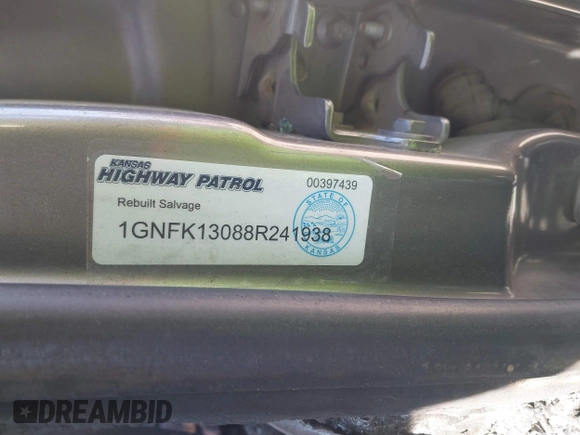 KANSAS
HIGHWAY PATROL
00397439
Rebuilt Salvage
STATE OF
1GNFK13088R241938
KANSAS
DREAMBID